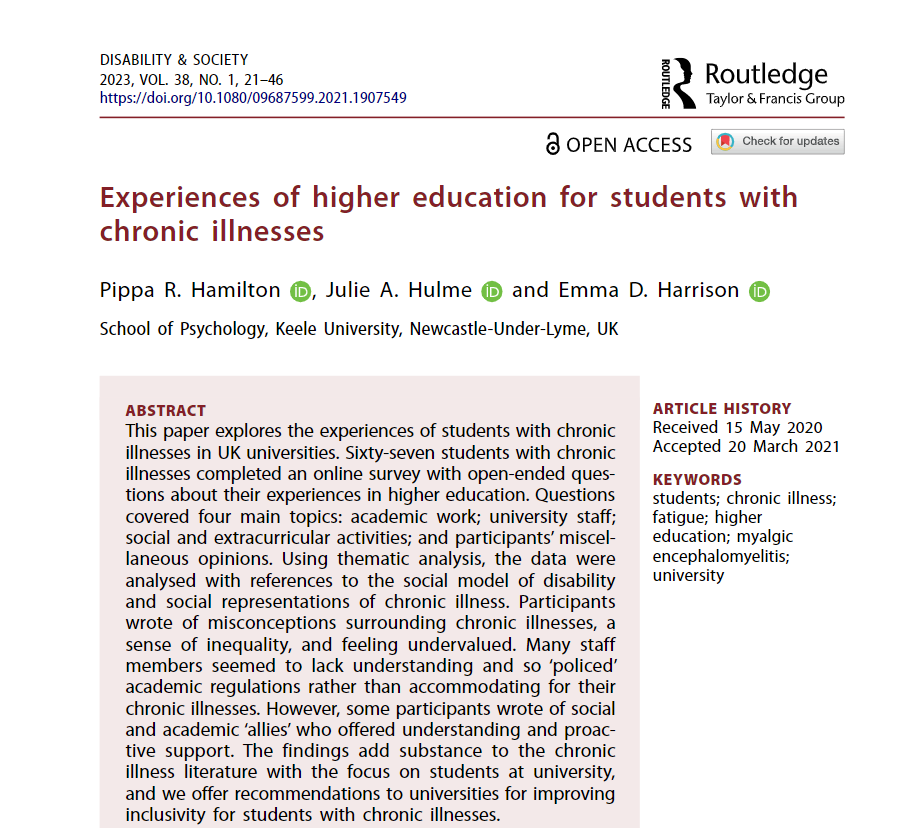 DISABILITY & SOCIETY
2023, VOL. 38, NO. 1, 21–46
https://doi.org/10.1080/09687599.2021.1907549
ROUTLEDGE
Routledge
Taylor & Francis Group
OPEN ACCESS
Check for updates
Experiences of higher education for students with
chronic illnesses
Pippa R. Hamilton iD, Julie A. Hulme iD and Emma D. Harrison iD
School of Psychology, Keele University, Newcastle-Under-Lyme, UK
ABSTRACT
This paper explores the experiences of students with chronic
illnesses in UK universities. Sixty-seven students with chronic
illnesses completed an online survey with open-ended ques-
tions about their experiences in higher education. Questions
covered four main topics: academic work; university staff;
social and extracurricular activities; and participants’ miscel-
laneous opinions. Using thematic analysis, the data were
analysed with references to the social model of disability
and social representations of chronic illness. Participants
wrote of misconceptions surrounding chronic illnesses, a
sense of inequality, and feeling undervalued. Many staff
members seemed to lack understanding and so ‘policed’
academic regulations rather than accommodating for their
chronic illnesses. However, some participants wrote of social
and academic ‘allies’ who offered understanding and proac-
tive support. The findings add substance to the chronic
illness literature with the focus on students at university,
and we offer recommendations to universities for improving
inclusivity for students with chronic illnesses.
ARTICLE HISTORY
Received 15 May 2020
Accepted 20 March 2021
KEYWORDS
students; chronic illness;
fatigue; higher
education; myalgic
encephalomyelitis;
university